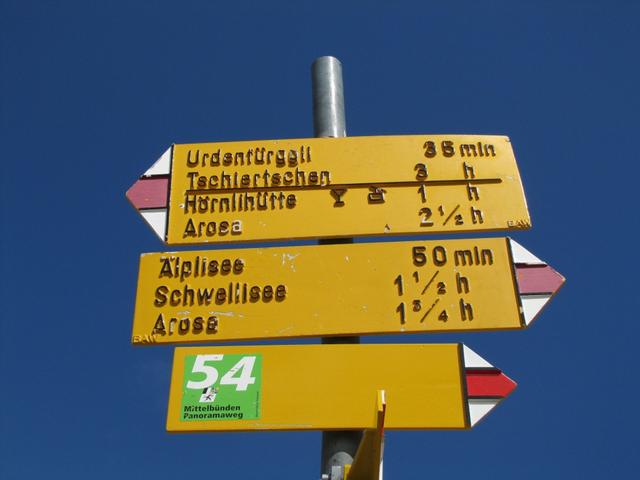 Urdenfürggli 35 min
Tschiertschen 3 h
Hörnlihütte 1 h
Arosa 2 1/2 h
BAW
Älplisee 50 min
Schwellisee 1 1/2 h
Arosa 1 3/4 h
BAW
54
Mittelbünden
Panoramaweg